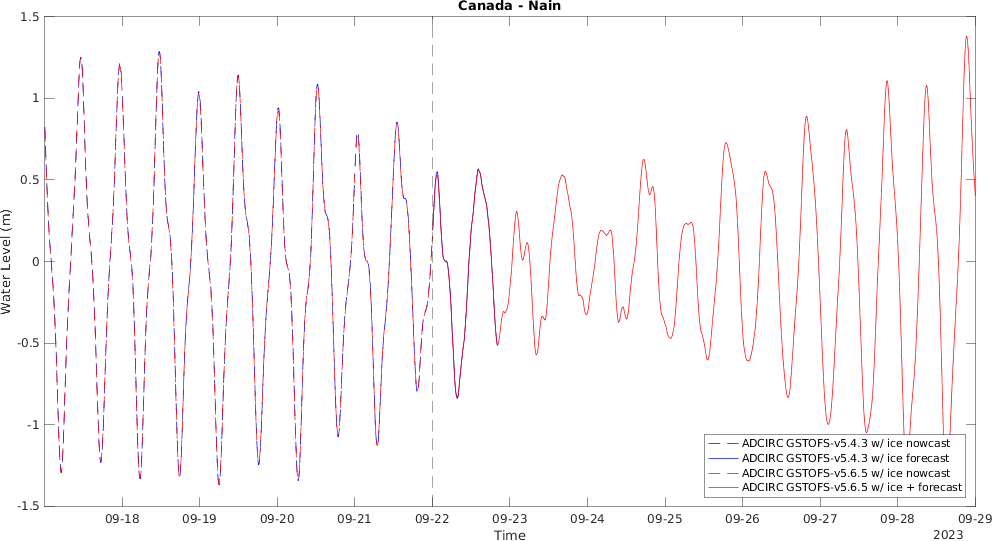 Canada - Nain
1.5
1
0.5
0
-0.5
-1
-1.5
Water Level (m)
09-18
09-19
09-20
09-21
09-22
09-23
09-24
09-25
09-26
09-27
09-28
09-29
Time
2023
ADCIRC GSTOFS-v5.4.3 w/ ice nowcast
ADCIRC GSTOFS-v5.4.3 w/ ice forecast
ADCIRC GSTOFS-v5.6.5 w/ ice nowcast
ADCIRC GSTOFS-v5.6.5 w/ ice + forecast